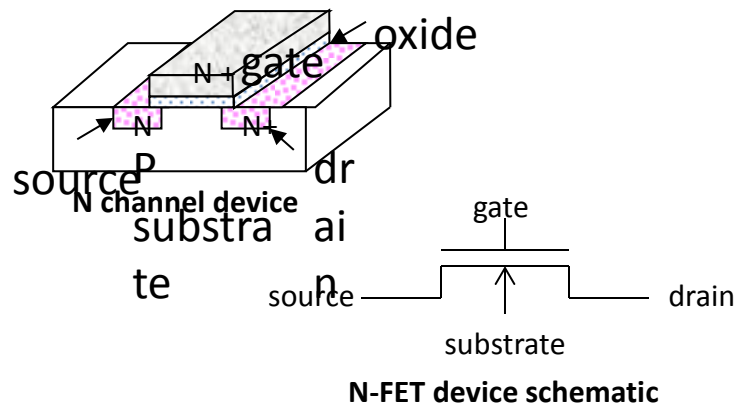 oxide
N +
gate
N
N+
source
P
substra
te
dr
ai
n
N channel device
gate
source
drain
substrate
N-FET device schematic